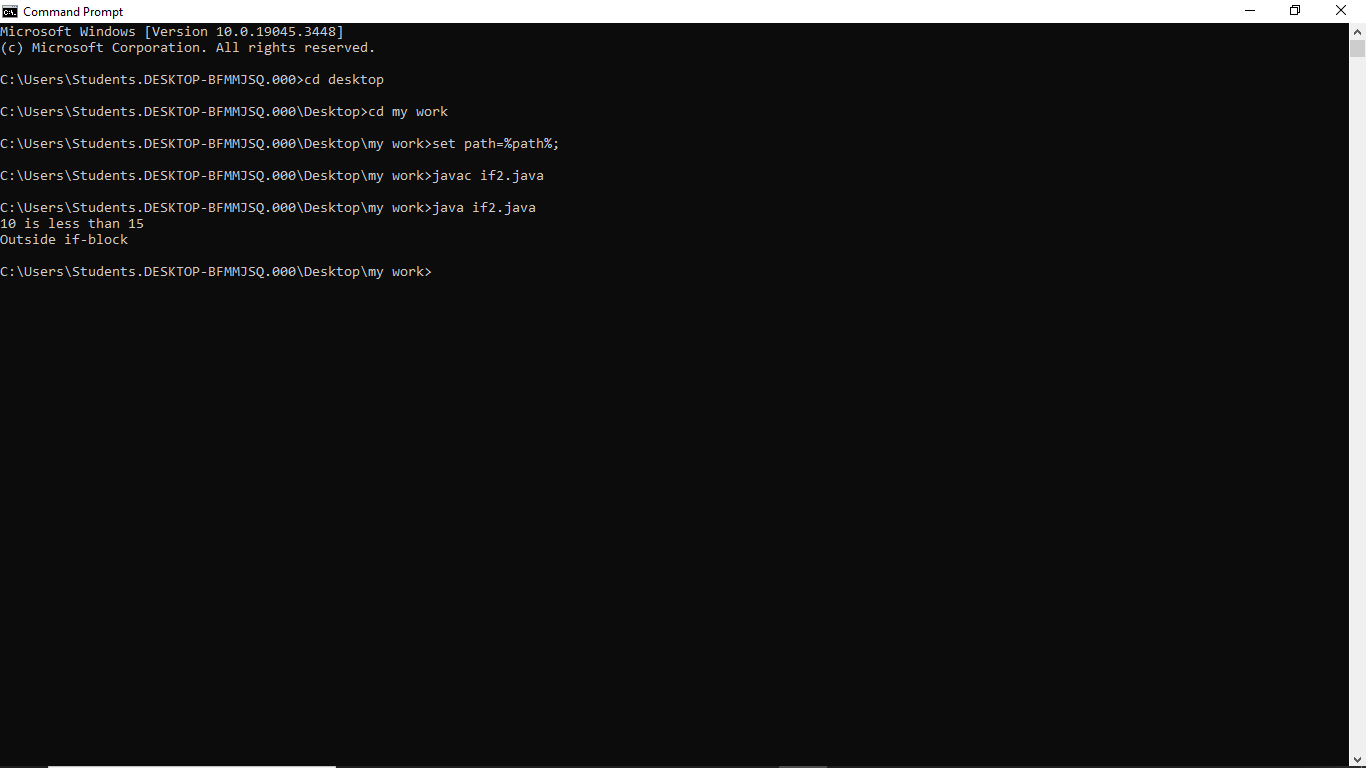 Command Prompt
Microsoft Windows [Version 10.0.19045.3448]
(c) Microsoft Corporation. All rights reserved.
C:\Users\Students.DESKTOP-BFMMJSQ.000>cd desktop
C:\Users\Students.DESKTOP-BFMMJSQ.000\Desktop>cd my work
C:\Users\Students.DESKTOP-BFMMJSQ.000\Desktop\my work>set path=%path%;
C:\Users\Students.DESKTOP-BFMMJSQ.000\Desktop\my work>javac if2.java
C:\Users\Students.DESKTOP-BFMMJSQ.000\Desktop\my work>java if2.java
10 is less than 15
Outside if-block
C:\Users\Students.DESKTOP-BFMMJSQ.000\Desktop\my work>